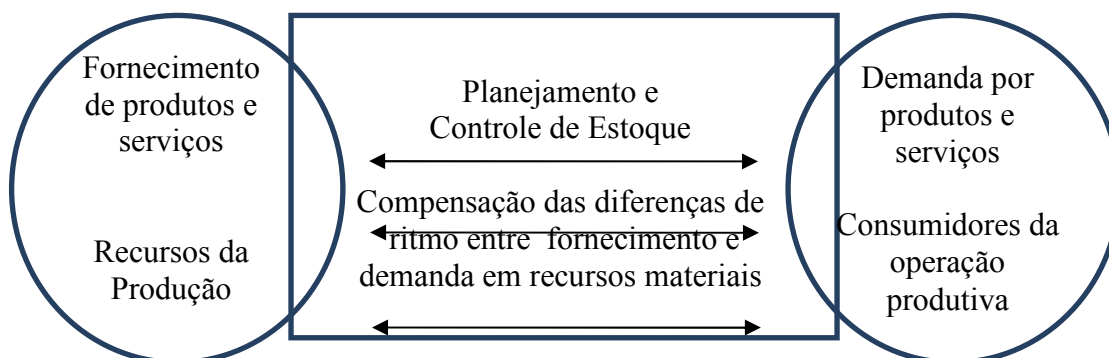 Fornecimento
de produtos e
serviços
Recursos da
Produção
Planejamento e
Controle de Estoque
Compensação das diferenças de
ritmo entre fornecimento e
demanda em recursos materiais
Demanda por
produtos e
serviços
Consumidores da
operação
produtiva